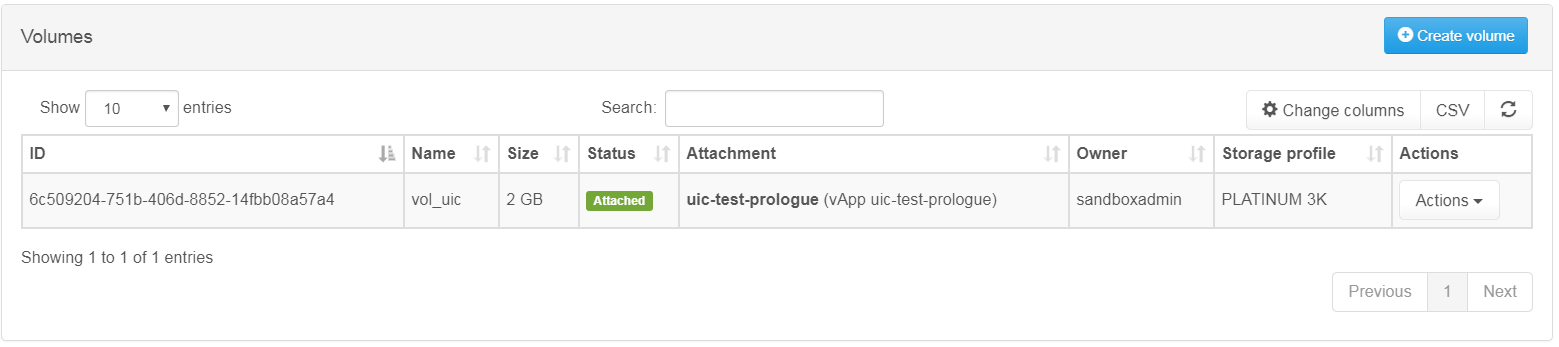 Volumes
Create volume
Show 10 entries
Search:
Change columns CSV
ID Name Size Status Attachment Owner Storage profile Actions
6c509204-751b-406d-8852-14fbb08a57a4 vol_uic 2 GB Attached uic-test-prologue (vApp uic-test-prologue) sandboxadmin PLATINUM 3K Actions
Showing 1 to 1 of 1 entries
Previous 1 Next